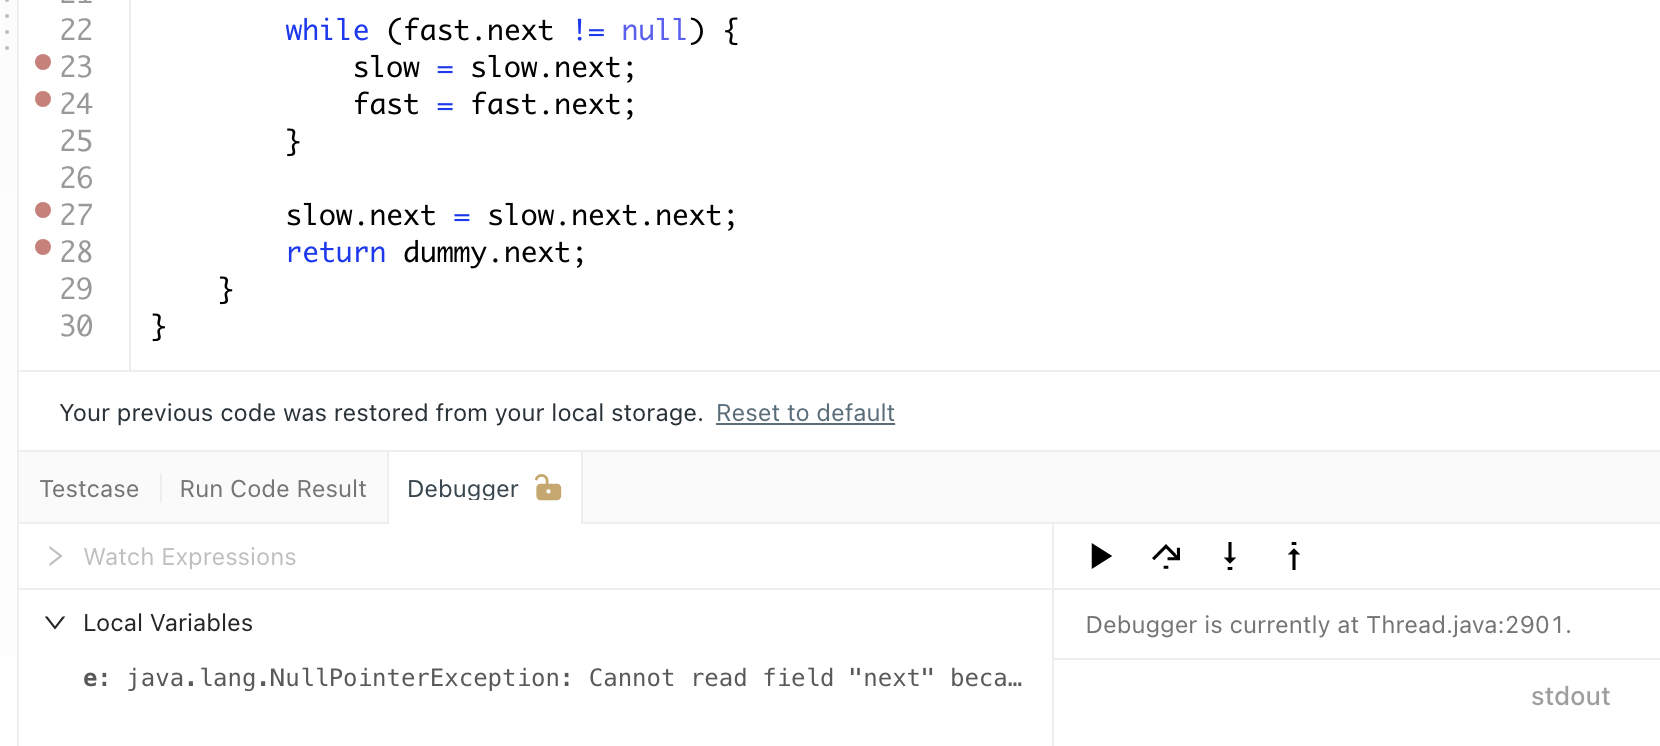 22 while (fast.next != null) {
23 slow = slow.next;
24 fast = fast.next;
25 }
26
27 slow.next = slow.next.next;
28 return dummy.next;
29 }
30 }
Your previous code was restored from your local storage. Reset to default
Testcase Run Code Result Debugger
Watch Expressions
Local Variables
Debugger is currently at Thread.java:2901.
e: java.lang.NullPointerException: Cannot read field "next" beca…
stdout